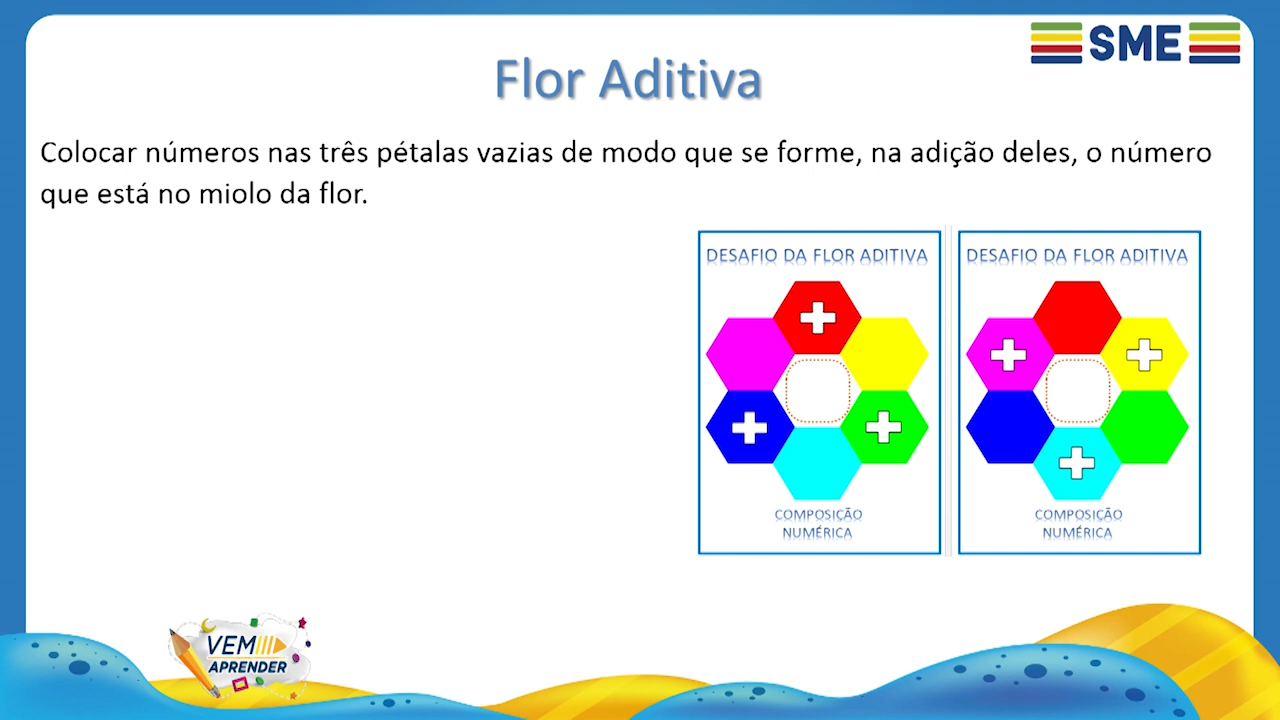 SME
Flor Aditiva
Colocar números nas três pétalas vazias de modo que se forme, na adição deles, o número
que está no miolo da flor.
DESAFIO DA FLOR ADITIVA
COMPOSIÇÃO
NUMÉRICA
DESAFIO DA FLOR ADITIVA
COMPOSIÇÃO
NUMÉRICA
VEM
APRENDER